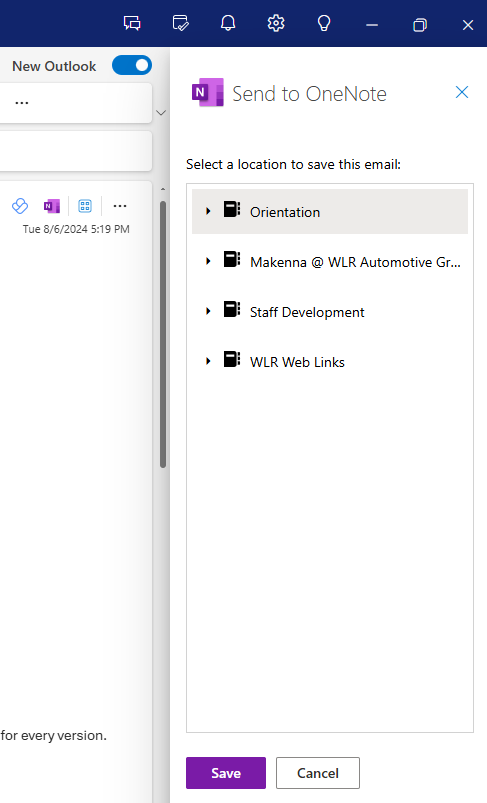 New Outlook
Send to OneNote
Select a location to save this email:
Orientation
Tue 8/6/2024 5:19 PM
Makenna @ WLR Automotive Gr...
Staff Development
WLR Web Links
for every version.
Save
Cancel